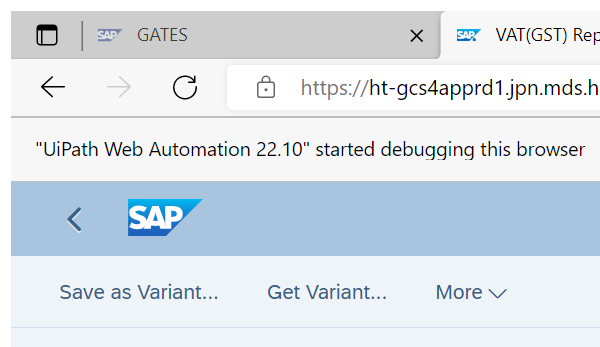 SAP GATES
SAP VAT(GST) Rep
https://ht-gcs4apprd1.jpn.mds.h
"UiPath Web Automation 22.10" started debugging this browser
SAP
Save as Variant... Get Variant... More